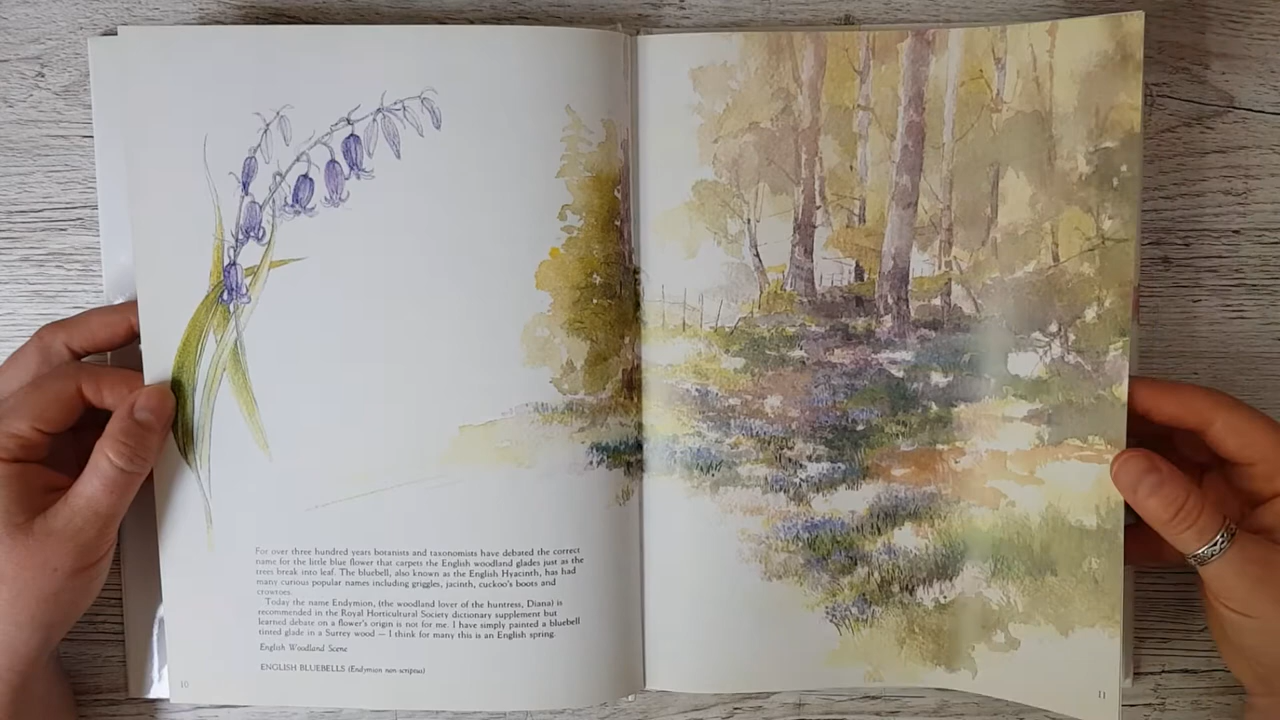 For over three hundred years botanists and taxonomists have debated the correct
name for the little blue flower that carpets the English woodland glades just as the
trees break into leaf. The bluebell, also known as the English Hyacinth, has had
many curious popular names including griggles, jacinth, cuckoo's boots and
crowtoes.
Today the name Endymion, (the woodland lover of the huntress, Diana) is
recommended in the Royal Horticultural Society dictionary supplement but
learned debate on a flower's origin is not for me. I have simply painted a bluebell
tinted glade in a Surrey wood — I think for many this is an English spring.
English Woodland Scene
ENGLISH BLUEBELLS (Endymion non-scriptus)
10
11